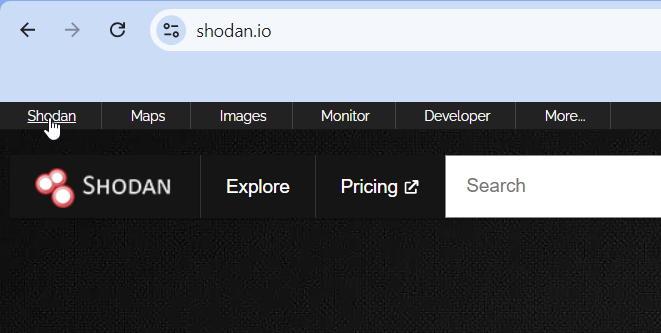 shodan.io
Shodan Maps Images Monitor Developer More...
SHODAN Explore Pricing Search